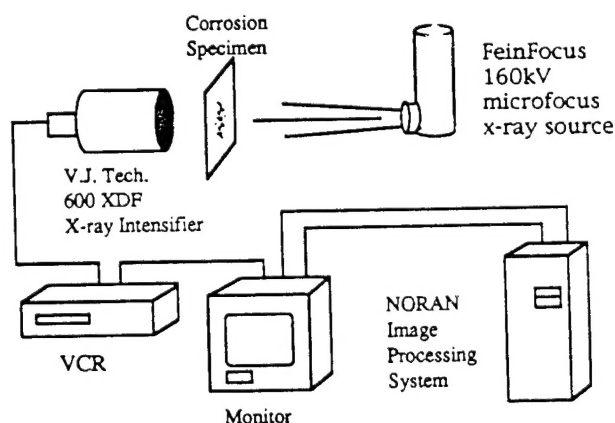 Corrosion
Specimen
FeinFocus
160kV
microfocus
x-ray source
V.J. Tech.
600 XDF
X-ray Intensifier
VCR
Monitor
NORAN
Image
Processing
System